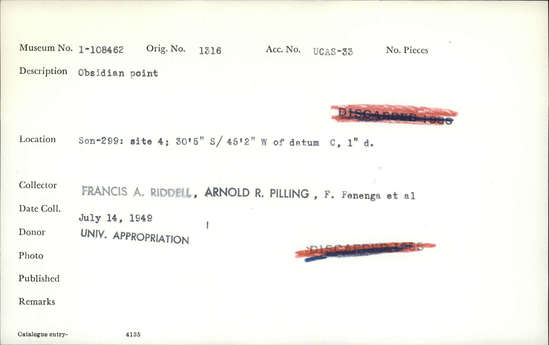 Museum No. 1-108462 Orig. No. 1316 Acc. No. UCAS-33 No. Pieces
Description Obsidian point
DISCARDED
Location Son-299: site 4; 30'5" S/ 45'2" W of datum C, 1" d.
Collector FRANCIS A. RIDDELL, ARNOLD R. PILLING , F. Fenenga et al
Date Coll. July 14, 1949
Donor UNIV. APPROPRIATION
Photo DISCARDED
Published
Remarks
Catalogue entry- 4135